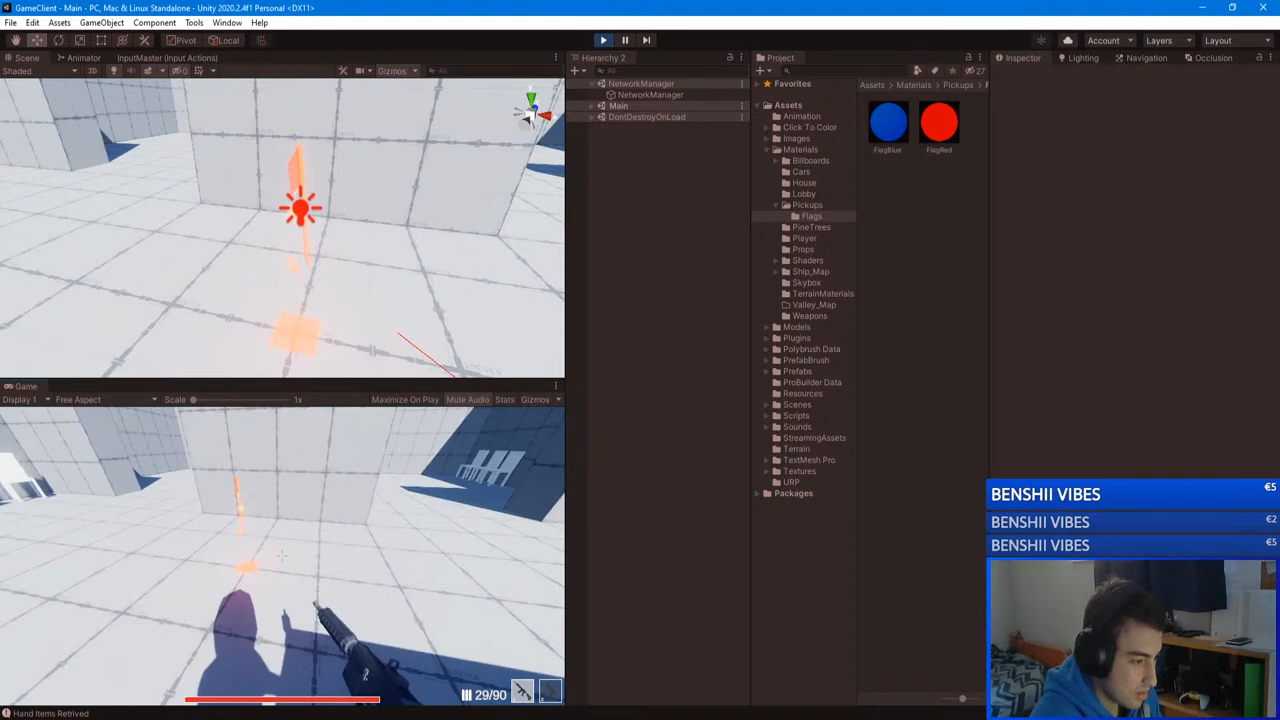 GameClient - Main - PC, Mac & Linux Standalone - Unity 2020.2.4f1 Personal <DX11>
File Edit Assets GameObject Component Tools Window Help
Pivot Local
Account Layers Layout
Scene Animator InputMaster (Input Actions)
Shaded 2D 0 Gizmos All
Hierarchy 2
All
NetworkManager
NetworkManager
Main
DontDestroyOnLoad
Project
27
Favorites
Assets
Animation
Click To Color
Images
Materials
Billboards
Cars
House
Lobby
Pickups
Flags
PineTrees
Player
Props
Shaders
Ship_Map
Skybox
TerrainMaterials
Valley_Map
Weapons
Models
Plugins
Polybrush Data
PrefabBrush
Prefabs
ProBuilder Data
Resources
Scenes
Scripts
Sounds
StreamingAssets
Terrain
TextMesh Pro
Textures
URP
Packages
Assets Materials Pickups F
FlagBlue FlagRed
Inspector Lighting Navigation Occlusion
Game
Display 1 Free Aspect Scale 1x Maximize On Play Mute Audio Stats Gizmos
29/90
BENSHII VIBES €5
BENSHII VIBES €2
BENSHII VIBES €5
Hand Items Retrived